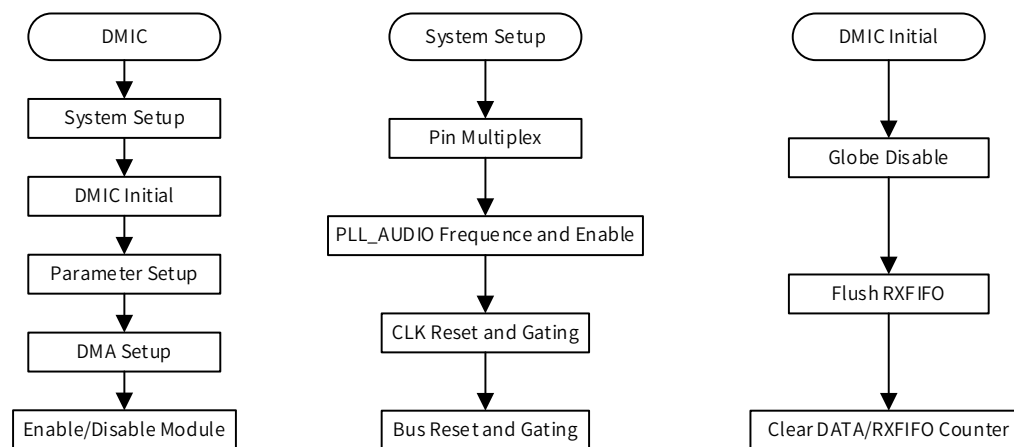 DMIC
System Setup
DMIC Initial
Parameter Setup
DMA Setup
Enable/Disable Module
System Setup
Pin Multiplex
PLL_AUDIO Frequence and Enable
CLK Reset and Gating
Bus Reset and Gating
DMIC Initial
Globe Disable
Flush RXFIFO
Clear DATA/RXFIFO Counter